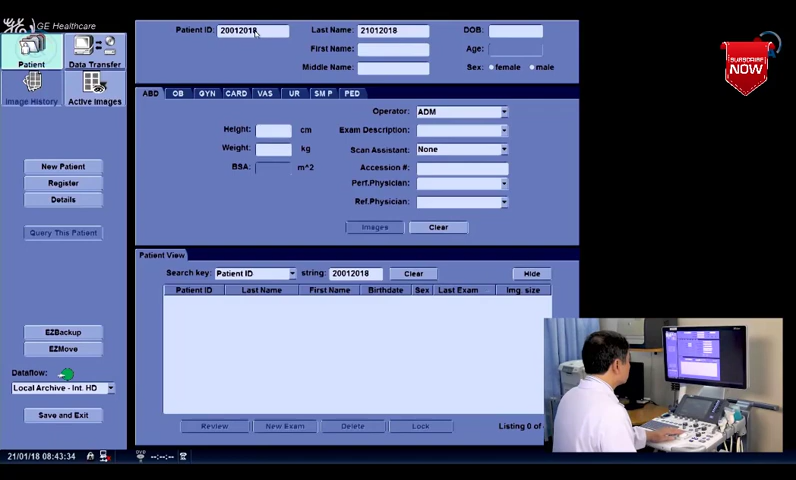 GE Healthcare
Patient ID: 20012018 Last Name: 21012018 DOB:
First Name: Age:
Middle Name: Sex: female male
Patient Data Transfer
Image History Active Images
ABD OB GYN CARD VAS UR SM P PED
Operator: ADM
Height: cm Exam Description:
Weight: kg Scan Assistant: None
BSA: m^2 Accession #:
Perf.Physician:
Ref.Physician:
Images Clear
New Patient
Register
Details
Query This Patient
Patient View
Search key: Patient ID string: 20012018 Clear Hide
Patient ID Last Name First Name Birthdate Sex Last Exam Img. size
EZBackup
EZMove
Dataflow:
Local Archive - Int. HD
Save and Exit
Review New Exam Delete Lock Listing 0 of
21/01/18 08:43:34 DVD --:--:--
SUBSCRIBE
NOW